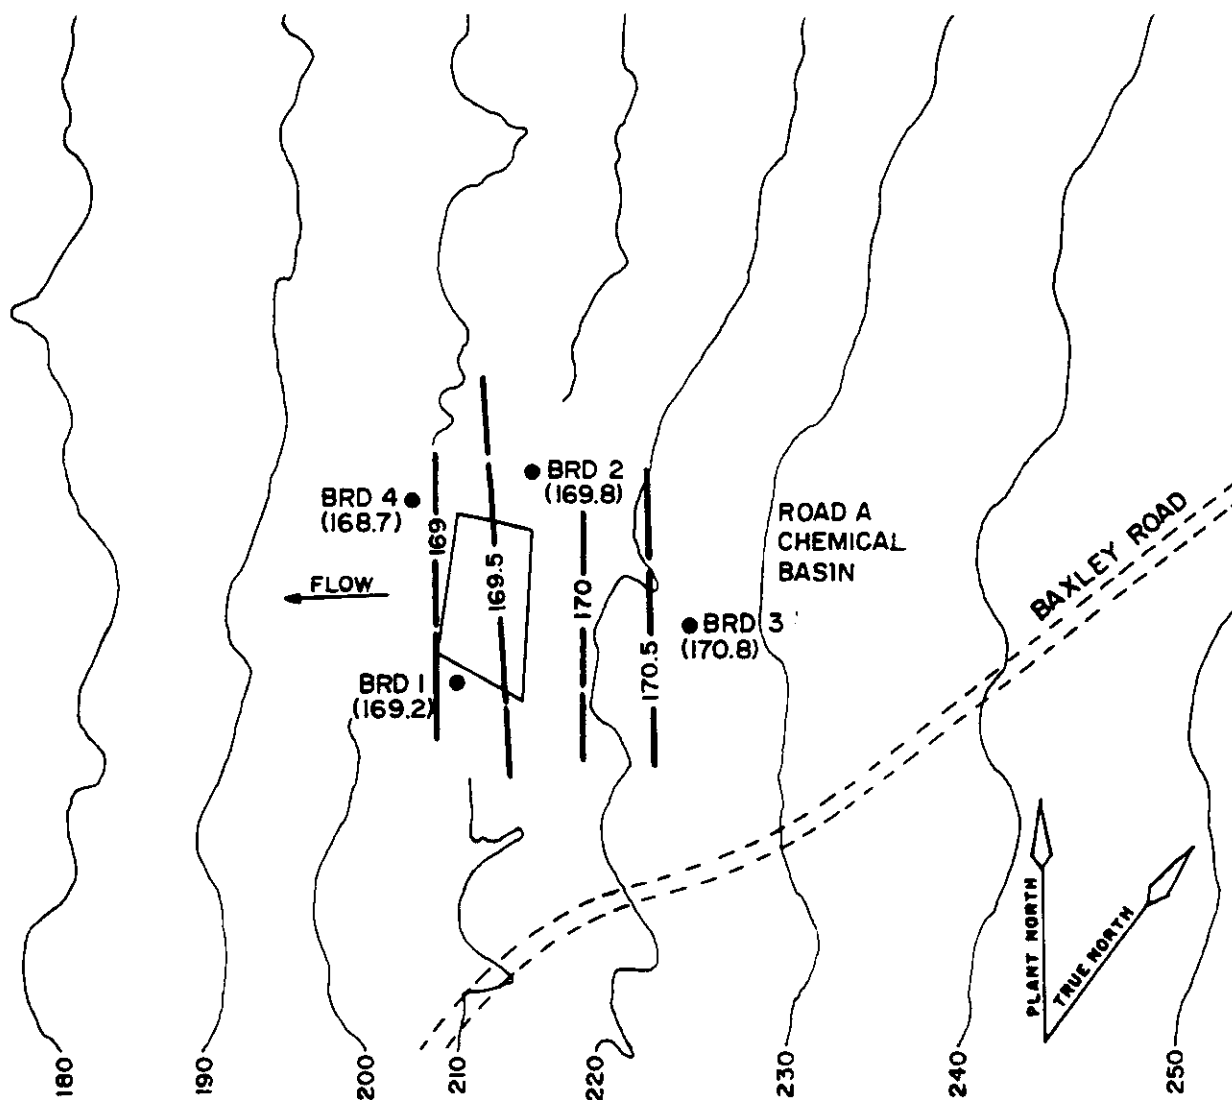 BRD 2
(169.8)
BRD 4
(168.7)
169
169.5
170
170.5
ROAD A
CHEMICAL
BASIN
BAXLEY ROAD
FLOW
BRD 3
(170.8)
BRD 1
(169.2)
PLANT NORTH
TRUE NORTH
180
190
200
210
220
230
240
250